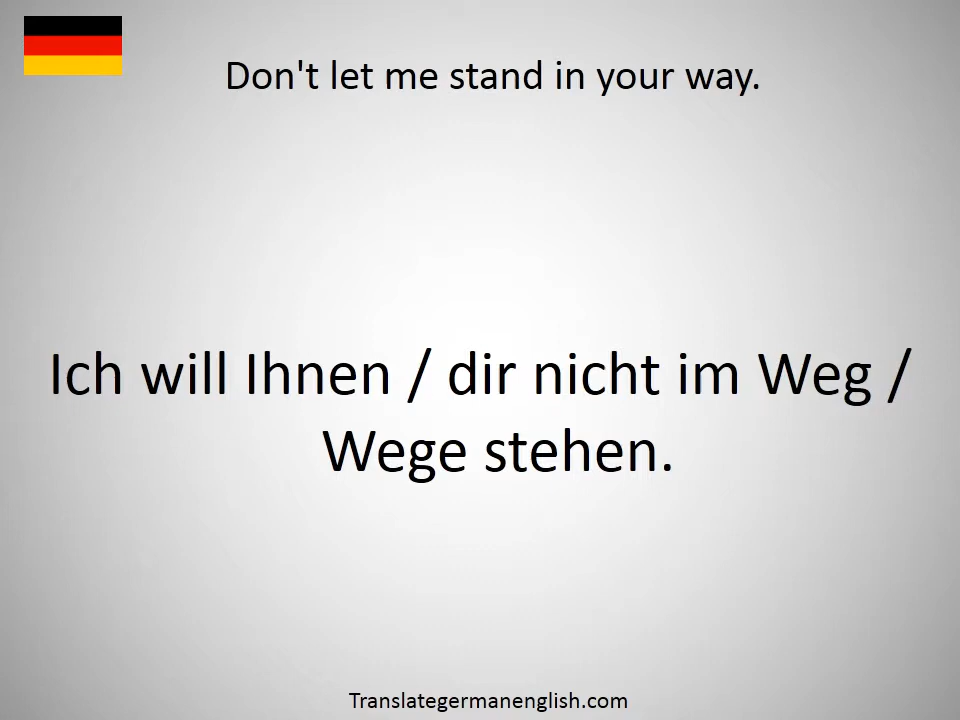 Don't let me stand in your way.
Ich will Ihnen / dir nicht im Weg /
Wege stehen.
Translategermanenglish.com